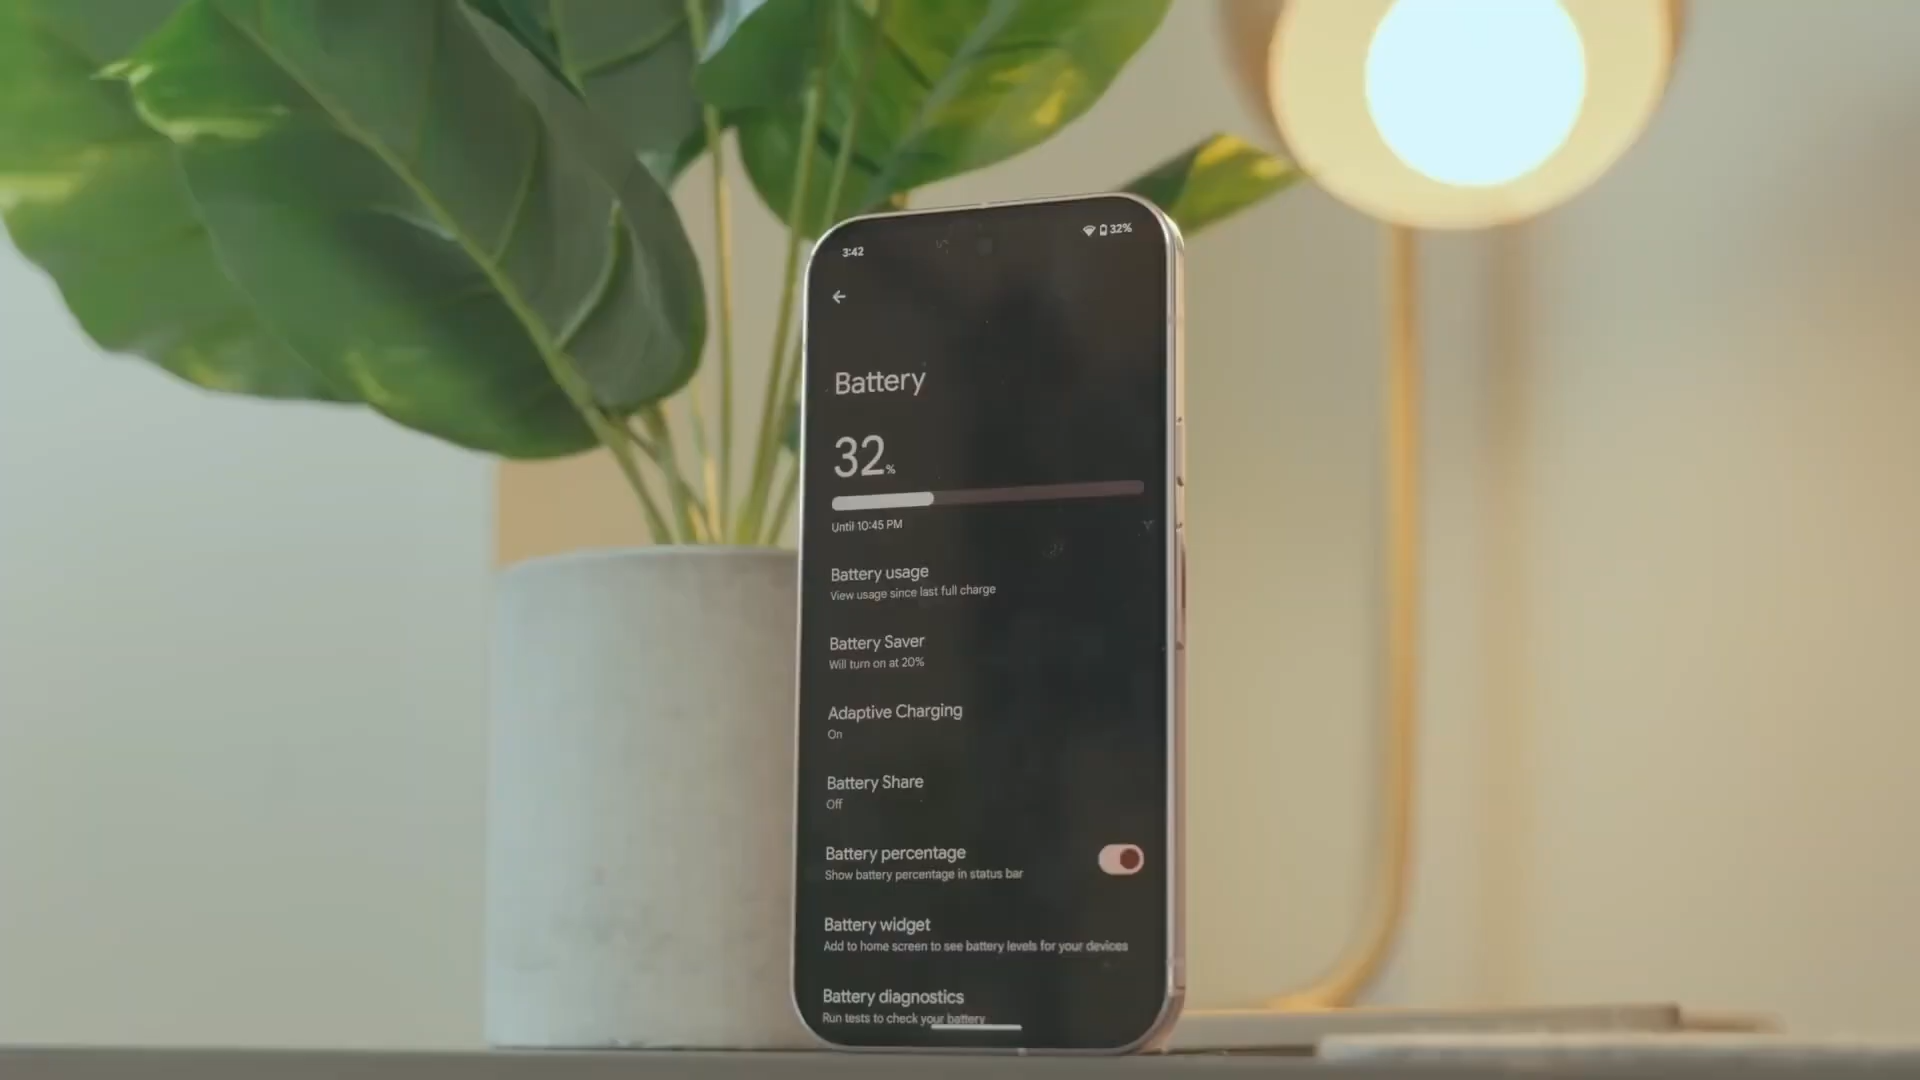 3:42
32%
Battery
32%
Until 10:45 PM
Battery usage
View usage since last full charge
Battery Saver
Will turn on at 20%
Adaptive Charging
On
Battery Share
Off
Battery percentage
Show battery percentage in status bar
Battery widget
Add to home screen to see battery levels for your devices
Battery diagnostics
Run tests to check your battery